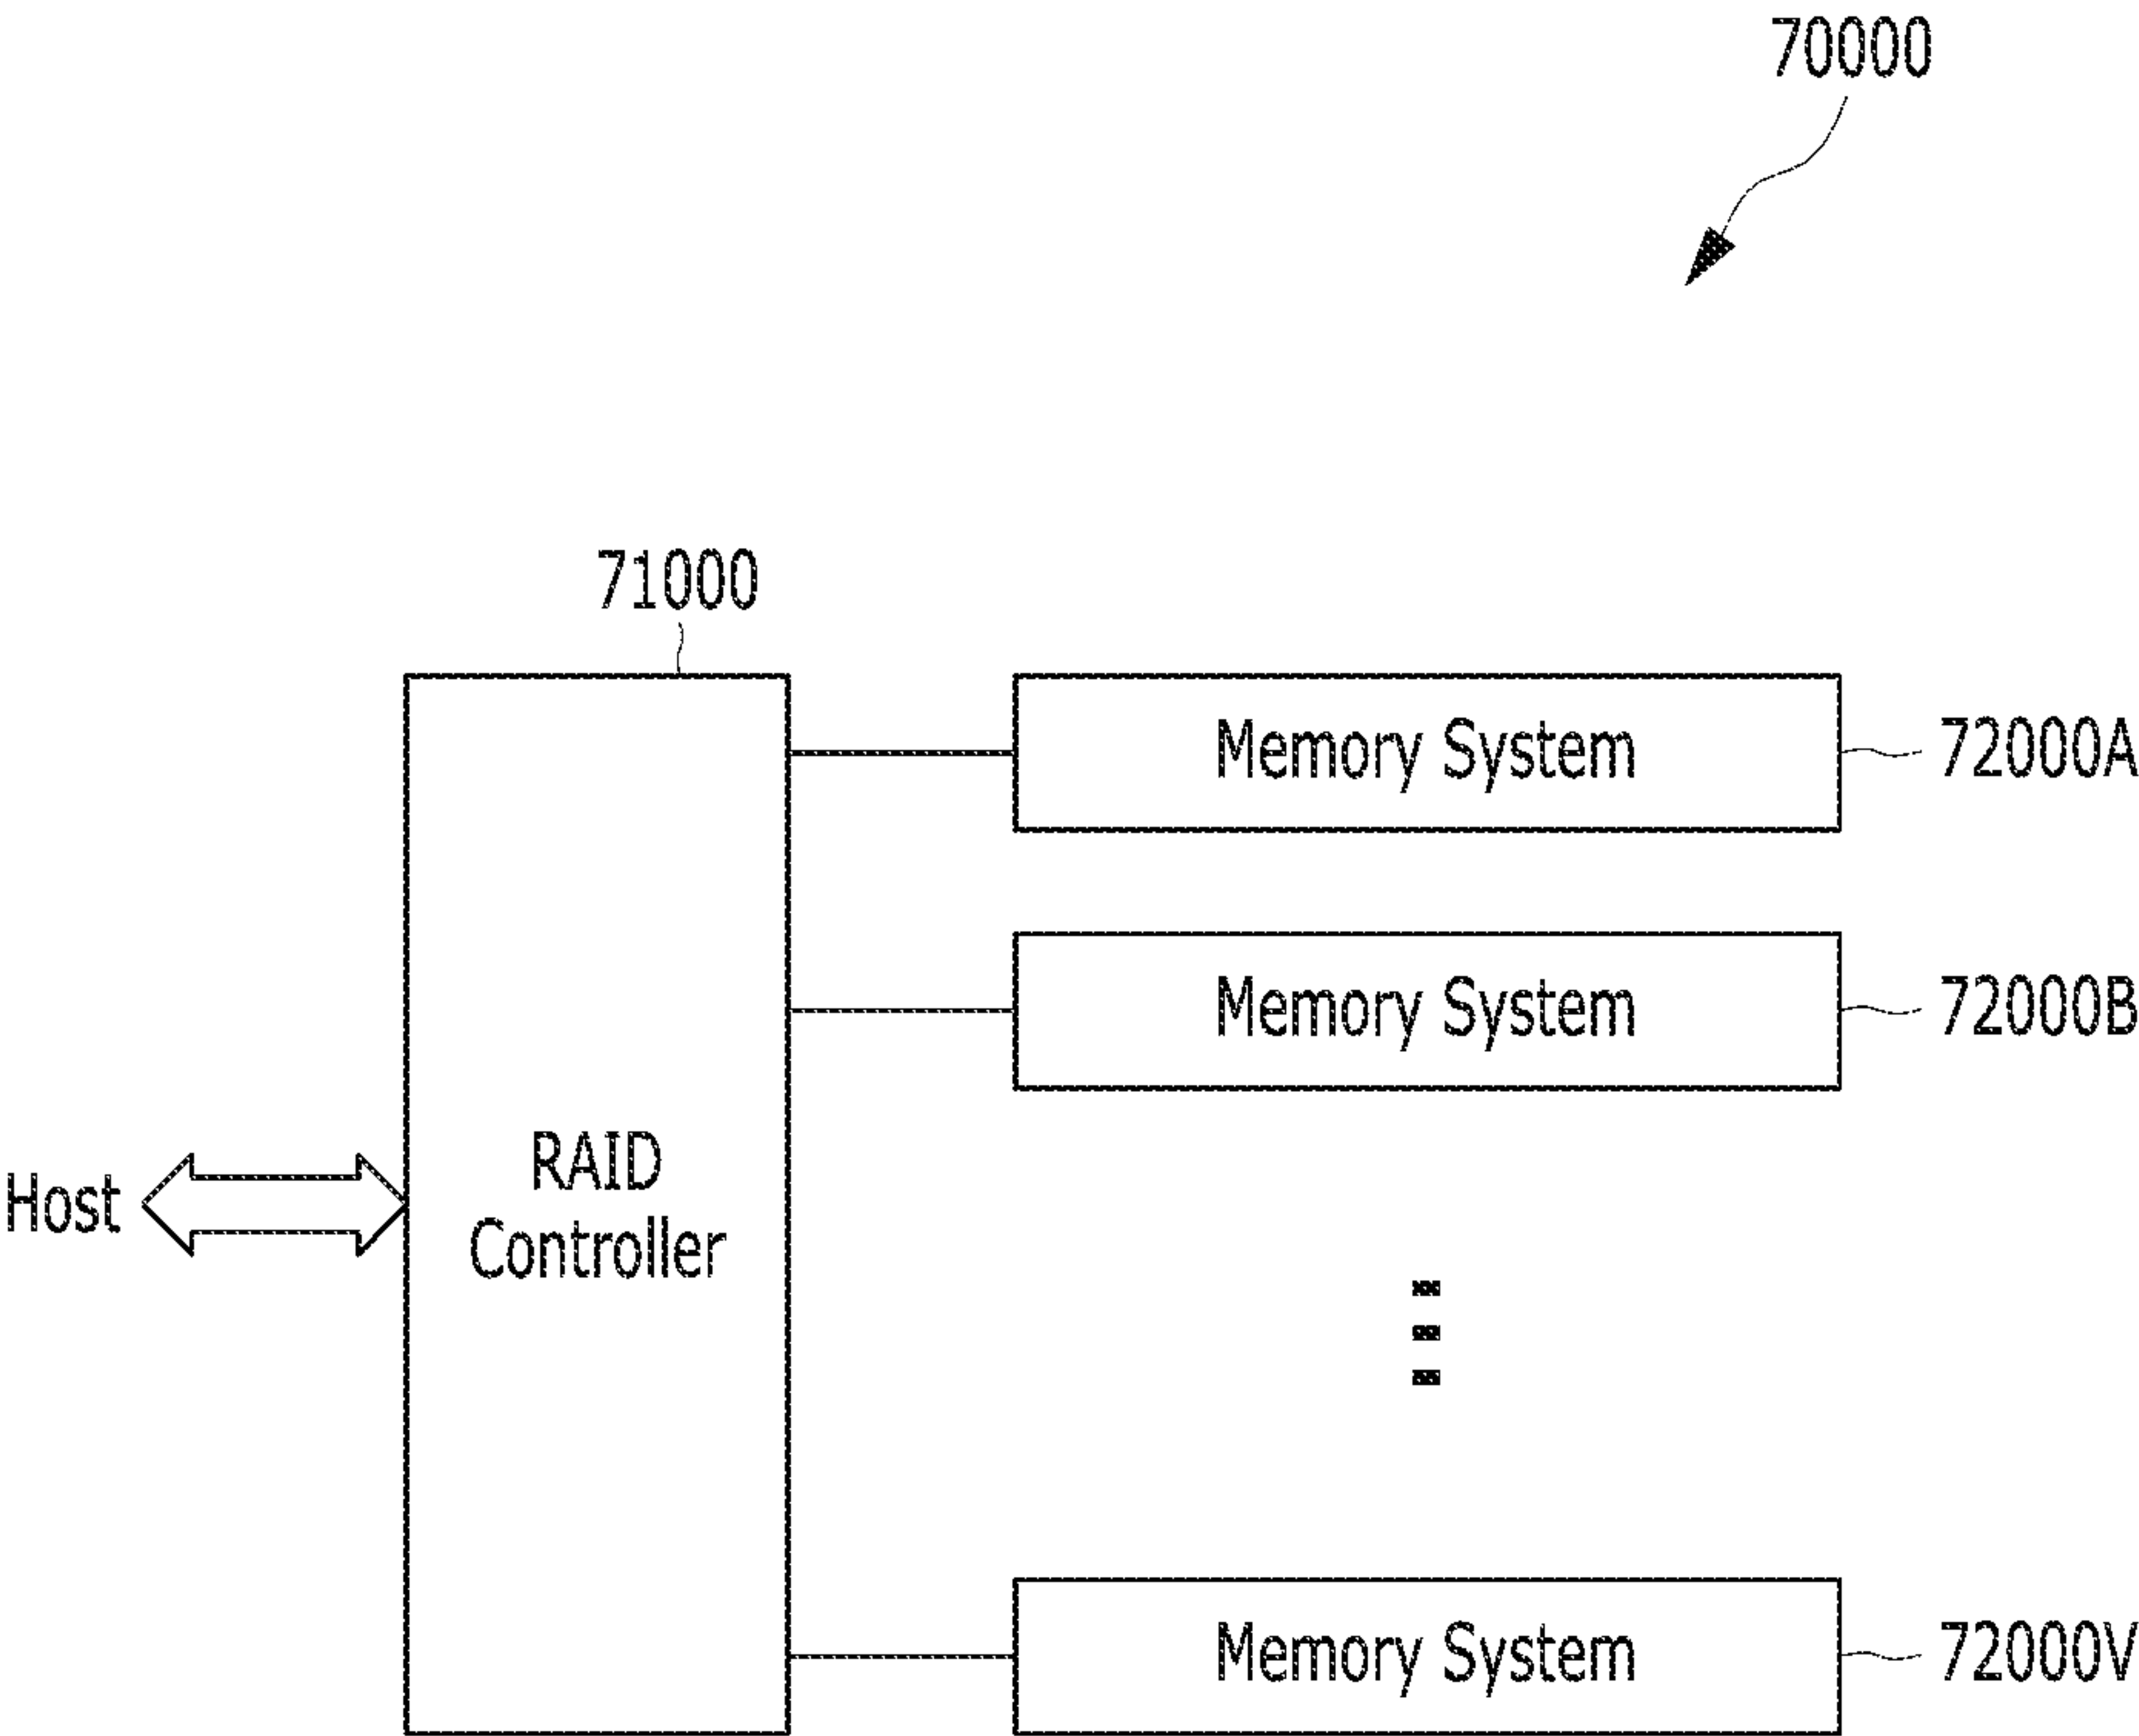 70000
71000
Memory System 72000A
Memory System 72000B
RAID
Controller
Host
Memory System 72000V